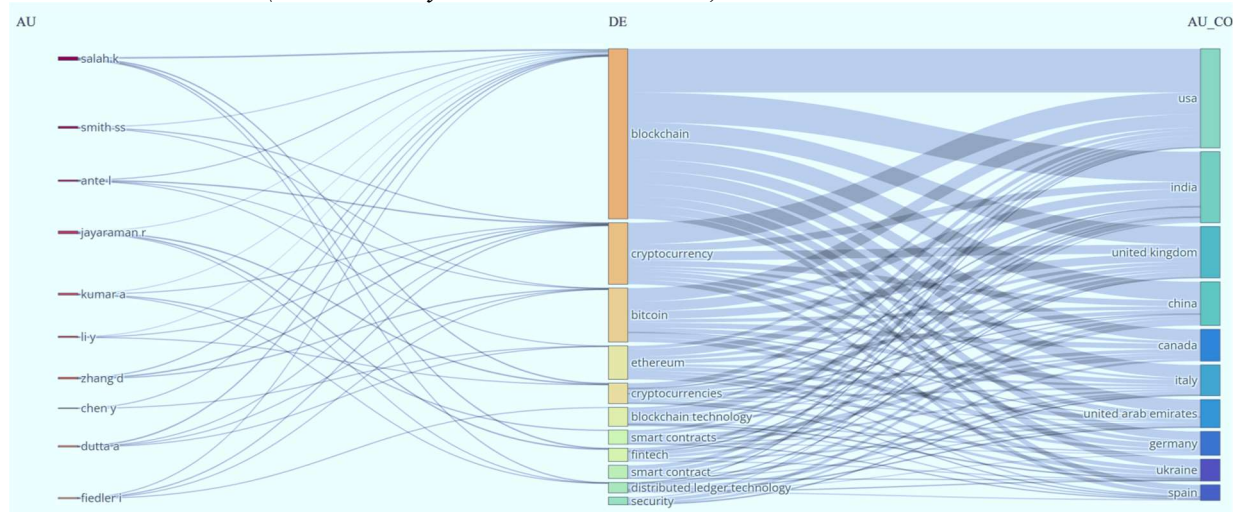 AU
DE
AU_CO
salah k
smith ss
ante l
jayaraman r
kumar a
li y
zhang d
chen y
dutta a
fiedler i
blockchain
cryptocurrency
bitcoin
ethereum
cryptocurrencies
blockchain technology
smart contracts
fintech
smart contract
distributed ledger technology
security
usa
india
united kingdom
china
canada
italy
united arab emirates
germany
ukraine
spain